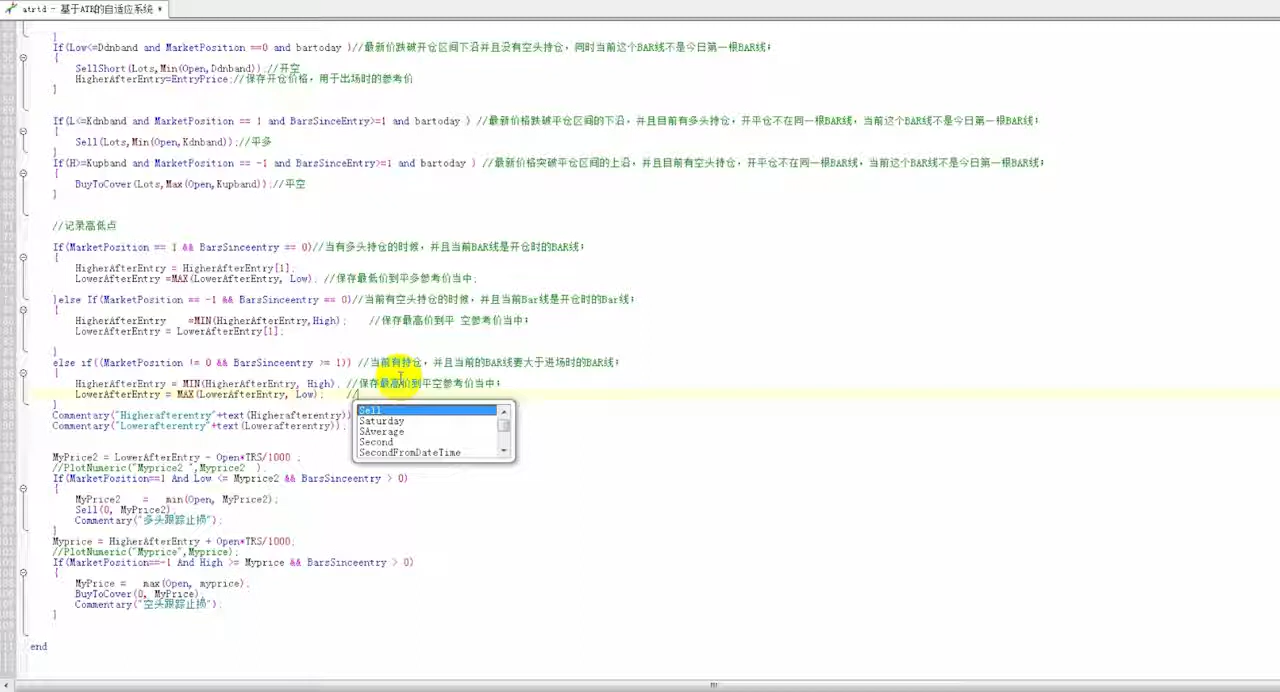 atrtd - 基于ATR的自适应系统
}
If(Low<=Ddnband and MarketPosition ==0 and bartoday )//最新价跌破开仓区间下沿并且没有空头持仓，同时当前这个BAR线不是今日第一根BAR线；
{
SellShort(Lots,Min(Open,Ddnband));//开空
HigherAfterEntry=EntryPrice;//保存开仓价格，用于出场时的参考价
}
If(L<=Kdnband and MarketPosition == 1 and BarsSinceEntry>=1 and bartoday ) //最新价格跌破平仓区间的下沿，并且目前有多头持仓，开平仓不在同一根BAR线，当前这个BAR线不是今日第一根BAR线；
{
Sell(Lots,Min(Open,Kdnband));//平多
}
If(H>=Kupband and MarketPosition == -1 and BarsSinceEntry>=1 and bartoday ) //最新价格突破平仓区间的上沿，并且目前有空头持仓，开平仓不在同一根BAR线，当前这个BAR线不是今日第一根BAR线；
{
BuyToCover(Lots,Max(Open,Kupband));//平空
}
//记录高低点
If(MarketPosition == 1 && BarsSinceentry == 0)//当有多头持仓的时候，并且当前BAR线是开仓时的BAR线；
{
HigherAfterEntry = HigherAfterEntry[1];
LowerAfterEntry =MAX(LowerAfterEntry, Low); //保存最低价到平多参考价当中；
}else If(MarketPosition == -1 && BarsSinceentry == 0)//当前有空头持仓的时候，并且当前Bar线是开仓时的Bar线；
{
HigherAfterEntry =MIN(HigherAfterEntry,High); //保存最高价到平 空参考价当中；
LowerAfterEntry = LowerAfterEntry[1];
}
else if((MarketPosition != 0 && BarsSinceentry >= 1)) //当前有持仓，并且当前的BAR线要大于进场时的BAR线；
{
HigherAfterEntry = MIN(HigherAfterEntry, High); //保存最高价到平空参考价当中；
LowerAfterEntry = MAX(LowerAfterEntry, Low); //
}
Sell
Commentary("Higherafterentry"+text(Higherafterentry))
Saturday
Commentary("Lowerafterentry"+text(Lowerafterentry));
SAverage
Second
SecondFromDateTime
MyPrice2 = LowerAfterEntry - Open*TRS/1000 ;
//PlotNumeric("Myprice2 ",Myprice2 );
If(MarketPosition==1 And Low <= Myprice2 && BarsSinceentry > 0)
{
MyPrice2 = min(Open, MyPrice2);
Sell(0, MyPrice2);
Commentary("多头跟踪止损");
}
Myprice = HigherAfterEntry + Open*TRS/1000;
//PlotNumeric("Myprice",Myprice);
If(MarketPosition==-1 And High >= Myprice && BarsSinceentry > 0)
{
MyPrice = max(Open, myprice);
BuyToCover(0, MyPrice);
Commentary("空头跟踪止损");
}
end